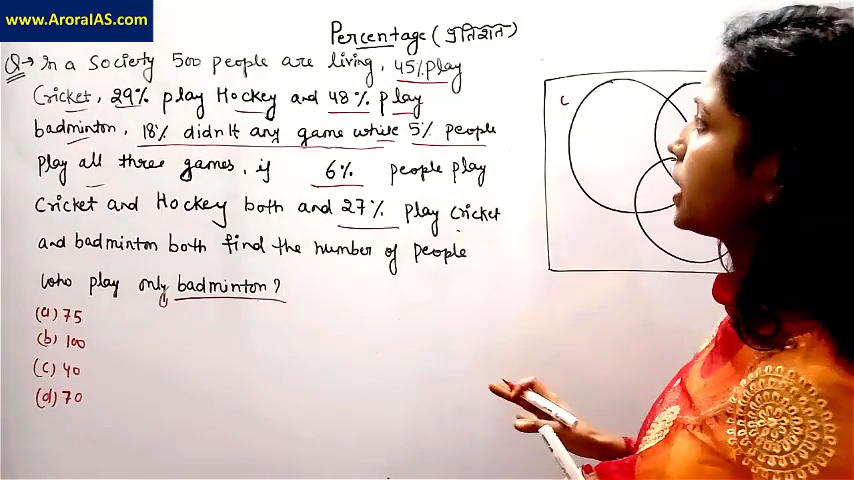 www.AroraIAS.com
Percentage (प्रतिशत)
Q→ In a society 500 people are living, 45% play
Cricket, 29% play Hockey and 48% play
badminton, 18% didn't any game while 5% people
play all three games, if 6% people play
Cricket and Hockey both and 27% play cricket
and badminton both find the number of people
who play only badminton?
(a) 75
(b) 100
(c) 40
(d) 70
C